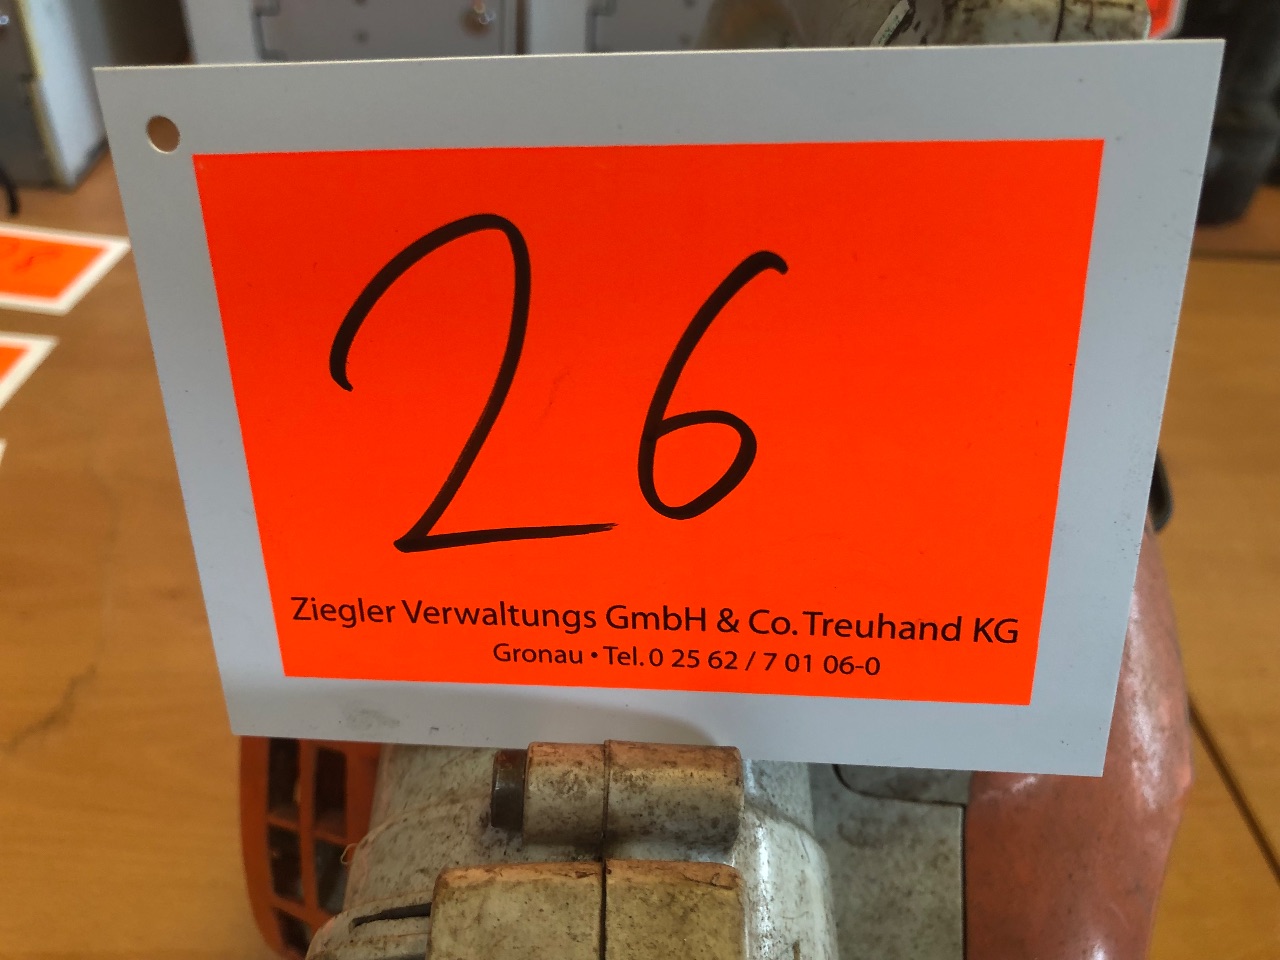 26
Ziegler Verwaltungs GmbH & Co. Treuhand KG
Gronau • Tel. 0 25 62 / 7 01 06-0